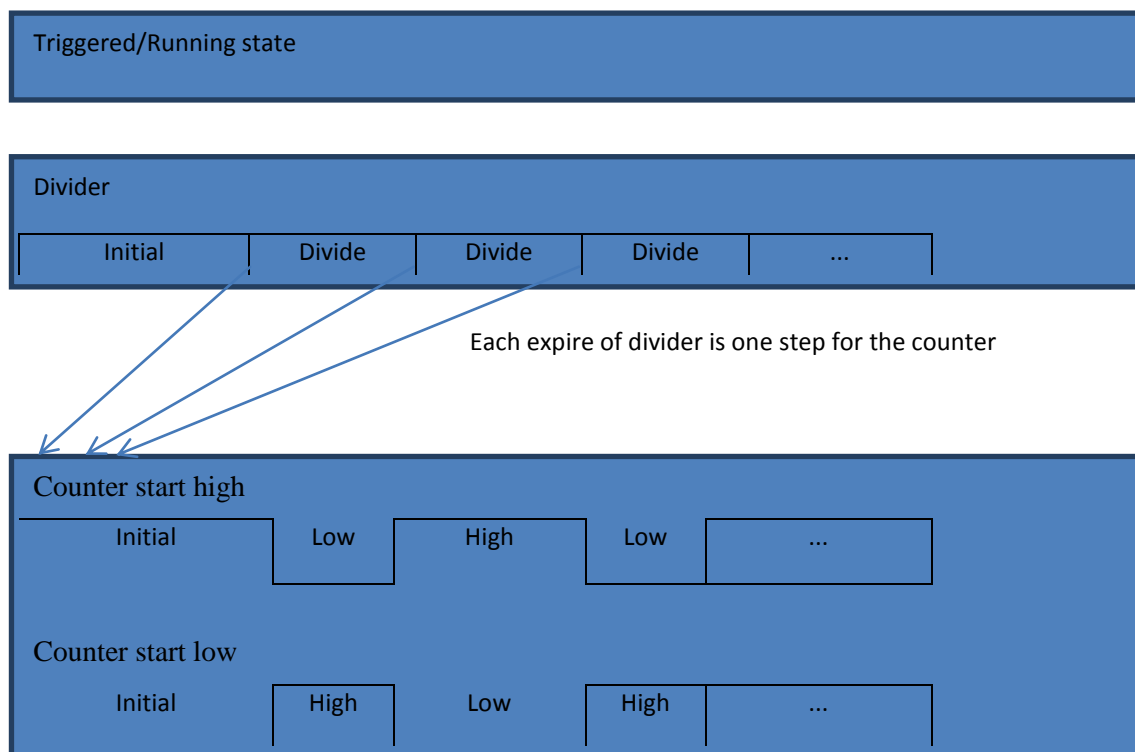 Triggered/Running state
Divider
Initial Divide Divide Divide ...
Each expire of divider is one step for the counter
Counter start high
Initial Low High Low ...
Counter start low
Initial High Low High ...